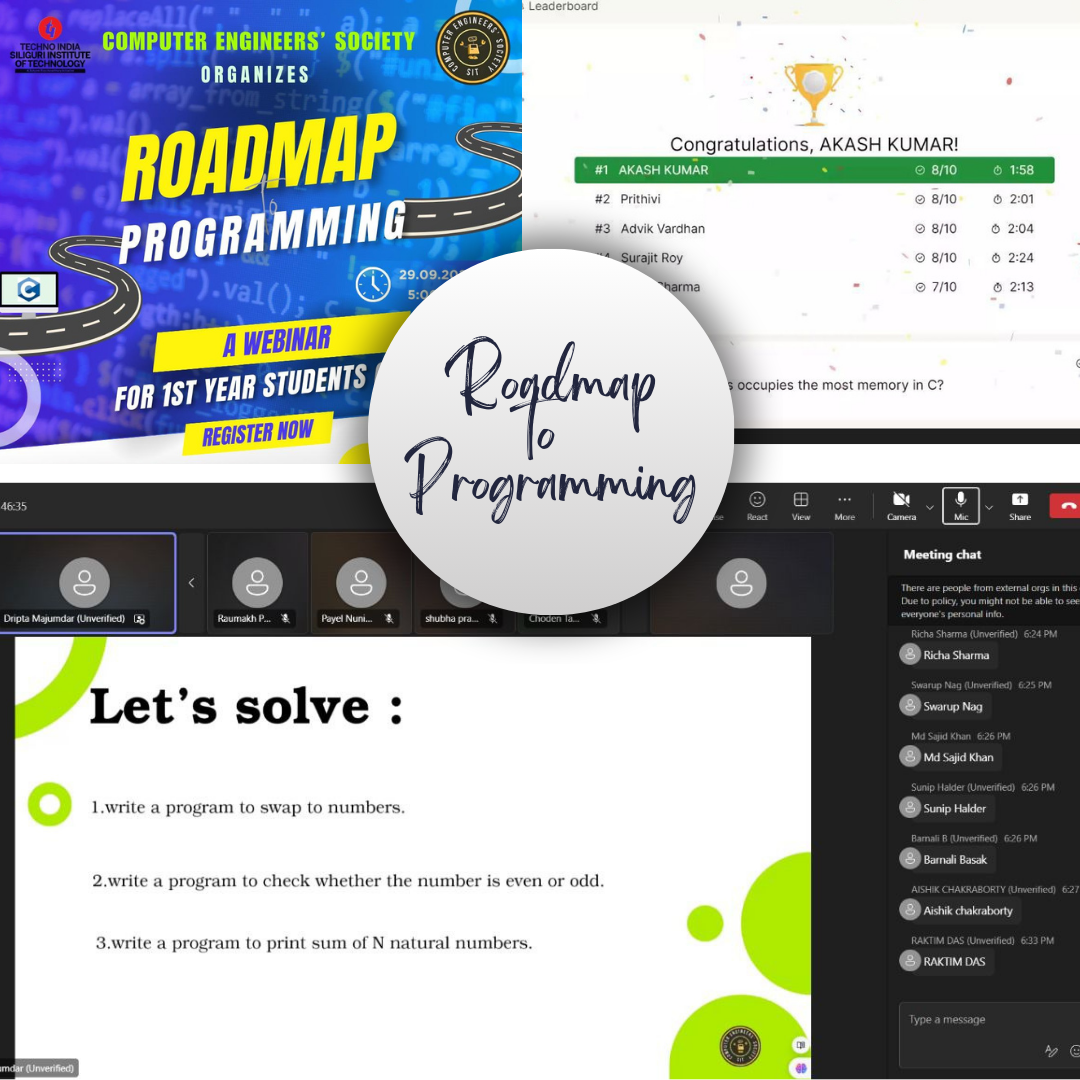 TECHNO INDIA
SILIGURI INSTITUTE
OF TECHNOLOGY
COMPUTER ENGINEERS' SOCIETY
ORGANIZES
COMPUTER ENGINEERS' SOCIETY
SIT
ROADMAP
To
PROGRAMMING
C
29.09.20
5:0
A WEBINAR
FOR 1ST YEAR STUDENTS
REGISTER NOW
Leaderboard
Congratulations, AKASH KUMAR!
#1 AKASH KUMAR 8/10 1:58
#2 Prithivi 8/10 2:01
#3 Advik Vardhan 8/10 2:04
Surajit Roy 8/10 2:24
harma 7/10 2:13
s occupies the most memory in C?
Roadmap
To
Programming
46:35
React
View
More
Camera
Mic
Share
Dripta Majumdar (Unverified)
Raumakh P...
Payel Nuni...
shubha pra...
Choden Ta...
Let's solve :
1.write a program to swap to numbers.
2.write a program to check whether the number is even or odd.
3.write a program to print sum of N natural numbers.
COMPUTER ENGINEERS' SOCIETY
SIT
umdar (Unverified)
Meeting chat
There are people from external orgs in this
Due to policy, you might not be able to see
everyone's personal info.
Richa Sharma (Unverified) 6:24 PM
Richa Sharma
Swarup Nag (Unverified) 6:25 PM
Swarup Nag
Md Sajid Khan 6:26 PM
Md Sajid Khan
Sunip Halder (Unverified) 6:26 PM
Sunip Halder
Barnali B (Unverified) 6:26 PM
Barnali Basak
AISHIK CHAKRABORTY (Unverified) 6:27
Aishik chakraborty
RAKTIM DAS (Unverified) 6:33 PM
RAKTIM DAS
Type a message